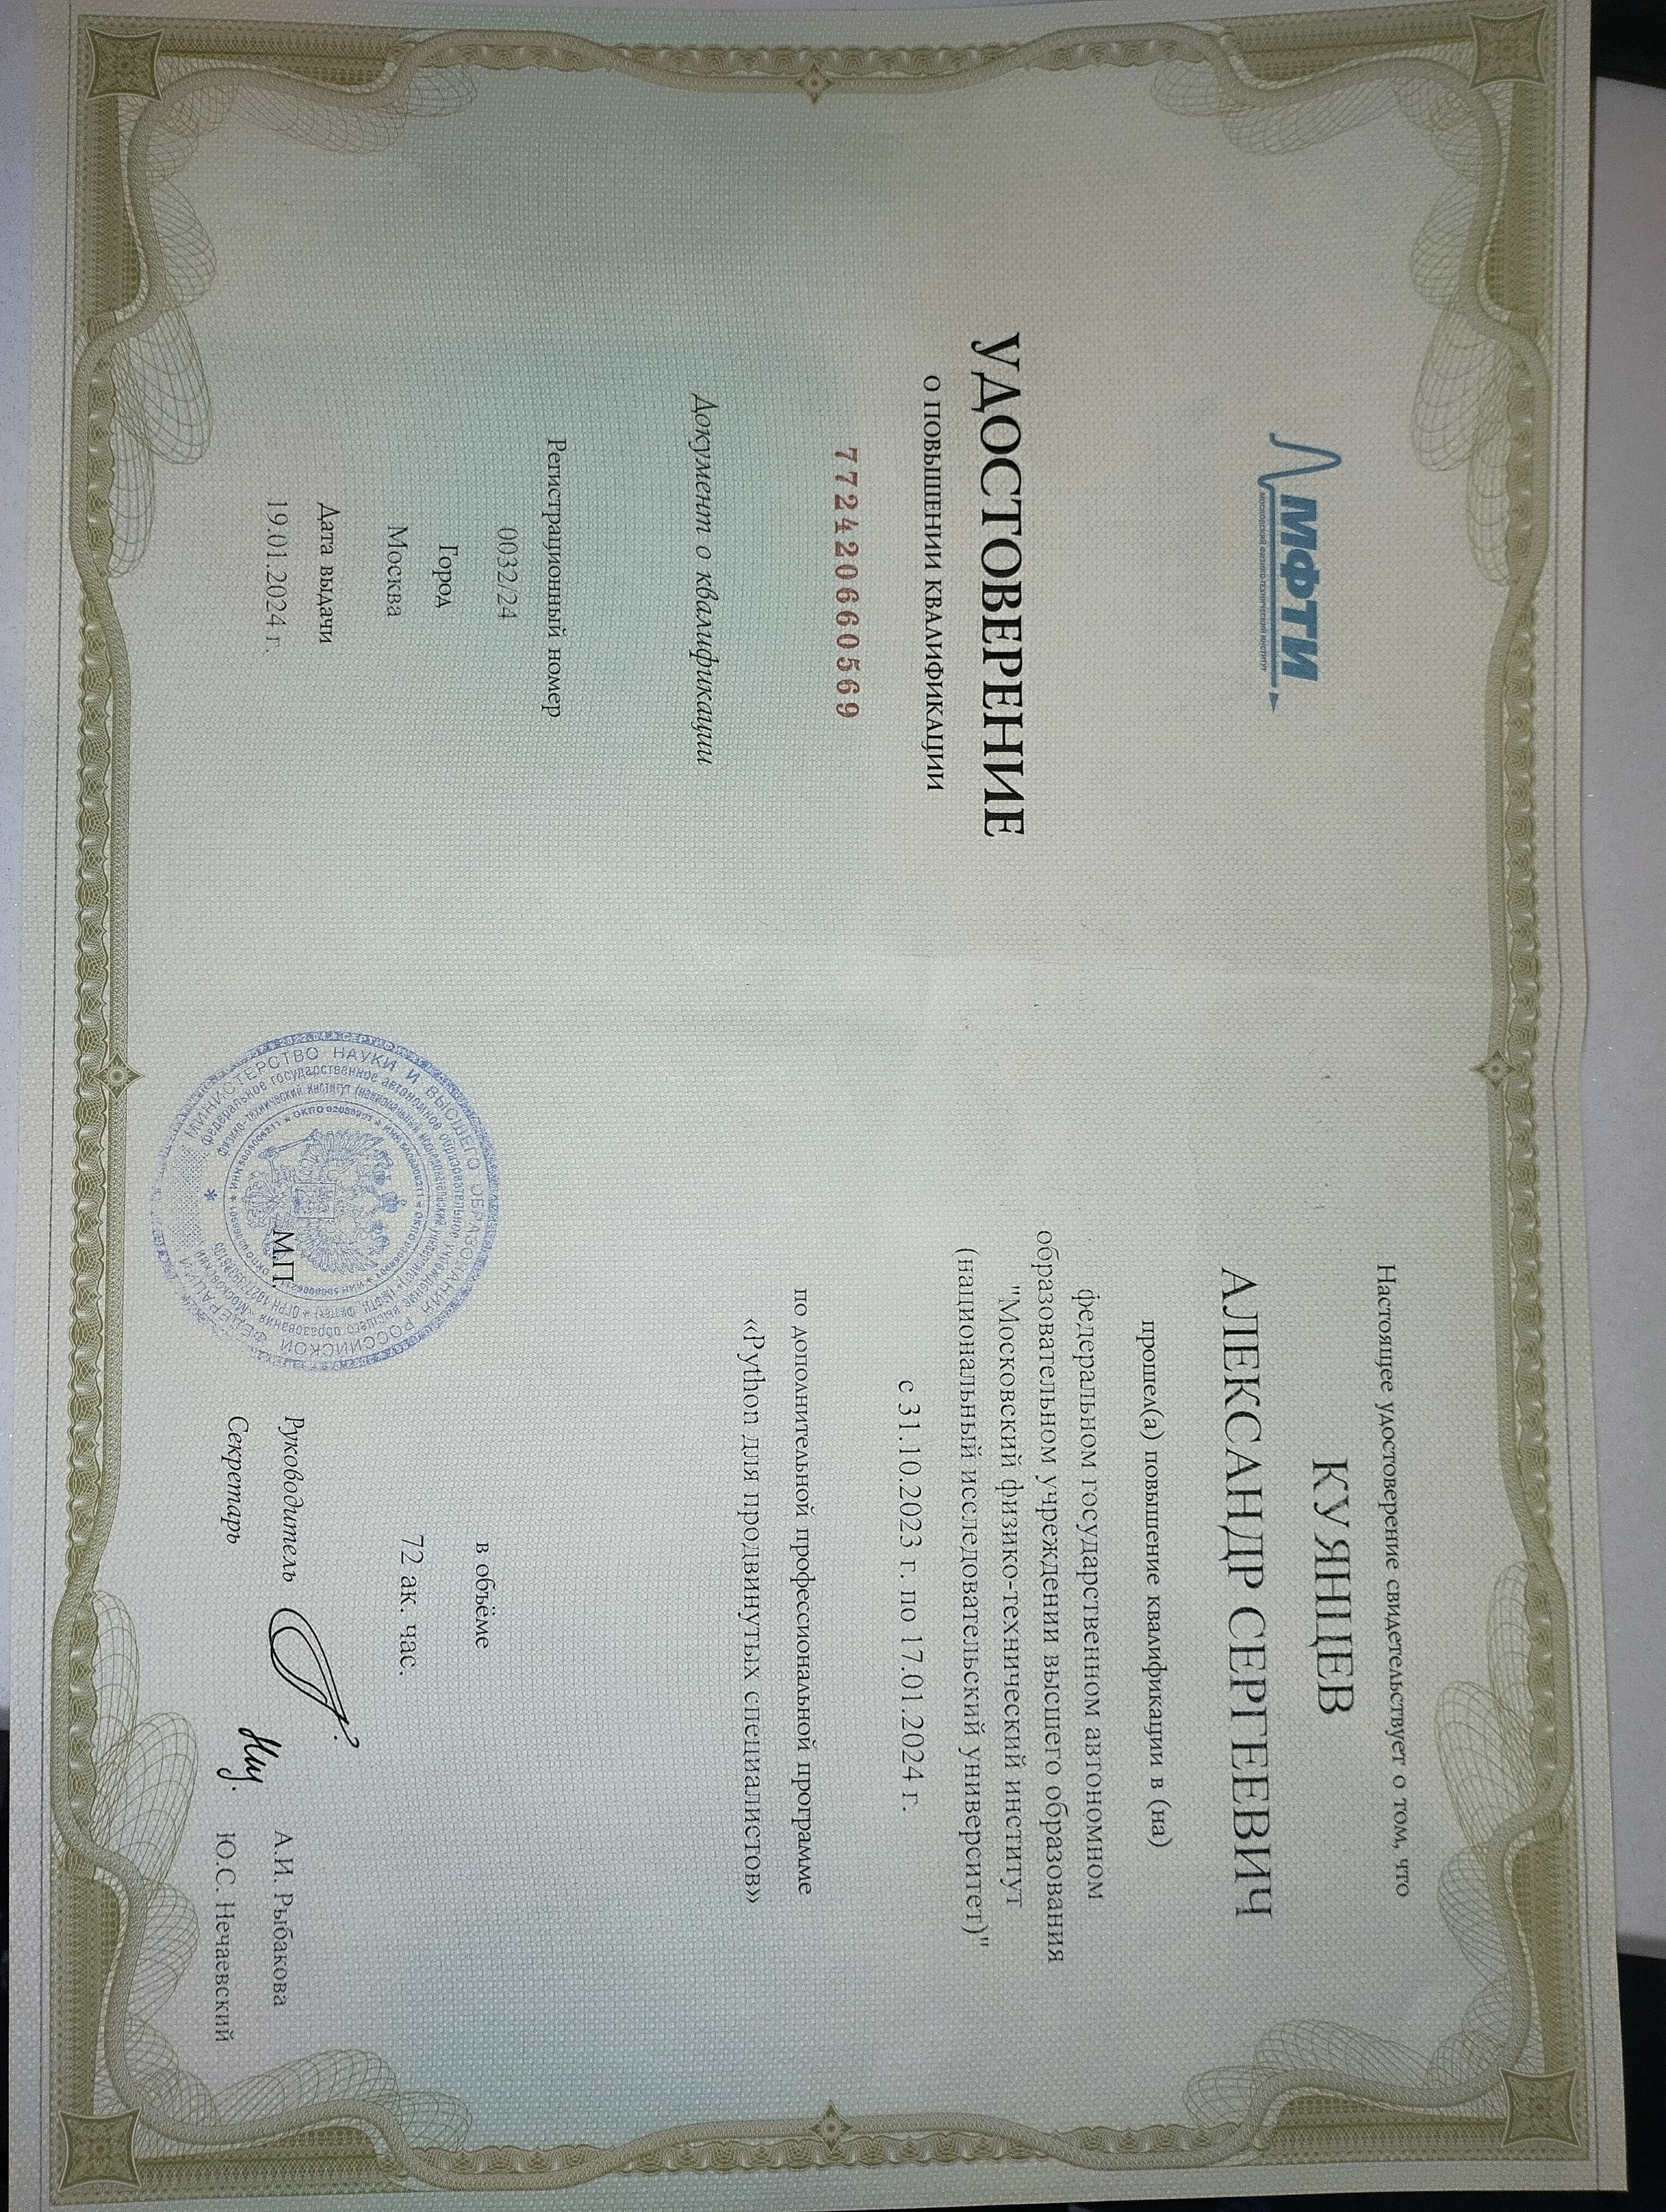 МФТИ
МОСКОВСКИЙ ФИЗИКО-ТЕХНИЧЕСКИЙ ИНСТИТУТ
УДОСТОВЕРЕНИЕ
О ПОВЫШЕНИИ КВАЛИФИКАЦИИ
772420660569
Документ о квалификации
Регистрационный номер
0032/24
Город
Москва
Дата выдачи
19.01.2024 г.
Настоящее удостоверение свидетельствует о том, что
КУЯНЦЕВ
АЛЕКСАНДР СЕРГЕЕВИЧ
прошел(а) повышение квалификации в (на)
федеральном государственном автономном
образовательном учреждении высшего образования
"Московский физико-технический институт
(национальный исследовательский университет)"
с 31.10.2023 г. по 17.01.2024 г.
по дополнительной профессиональной программе
«Python для продвинутых специалистов»
в объёме
72 ак. час.
Руководитель
А.И. Рыбакова
Секретарь
Ю.С. Нечаевский
М.П.
МИНИСТЕРСТВО НАУКИ И ВЫСШЕГО ОБРАЗОВАНИЯ РОССИЙСКОЙ ФЕДЕРАЦИИ
федеральное государственное автономное образовательное учреждение высшего образования «Московский
физико-технический институт (национальный исследовательский университет)» (МФТИ, Физтех)